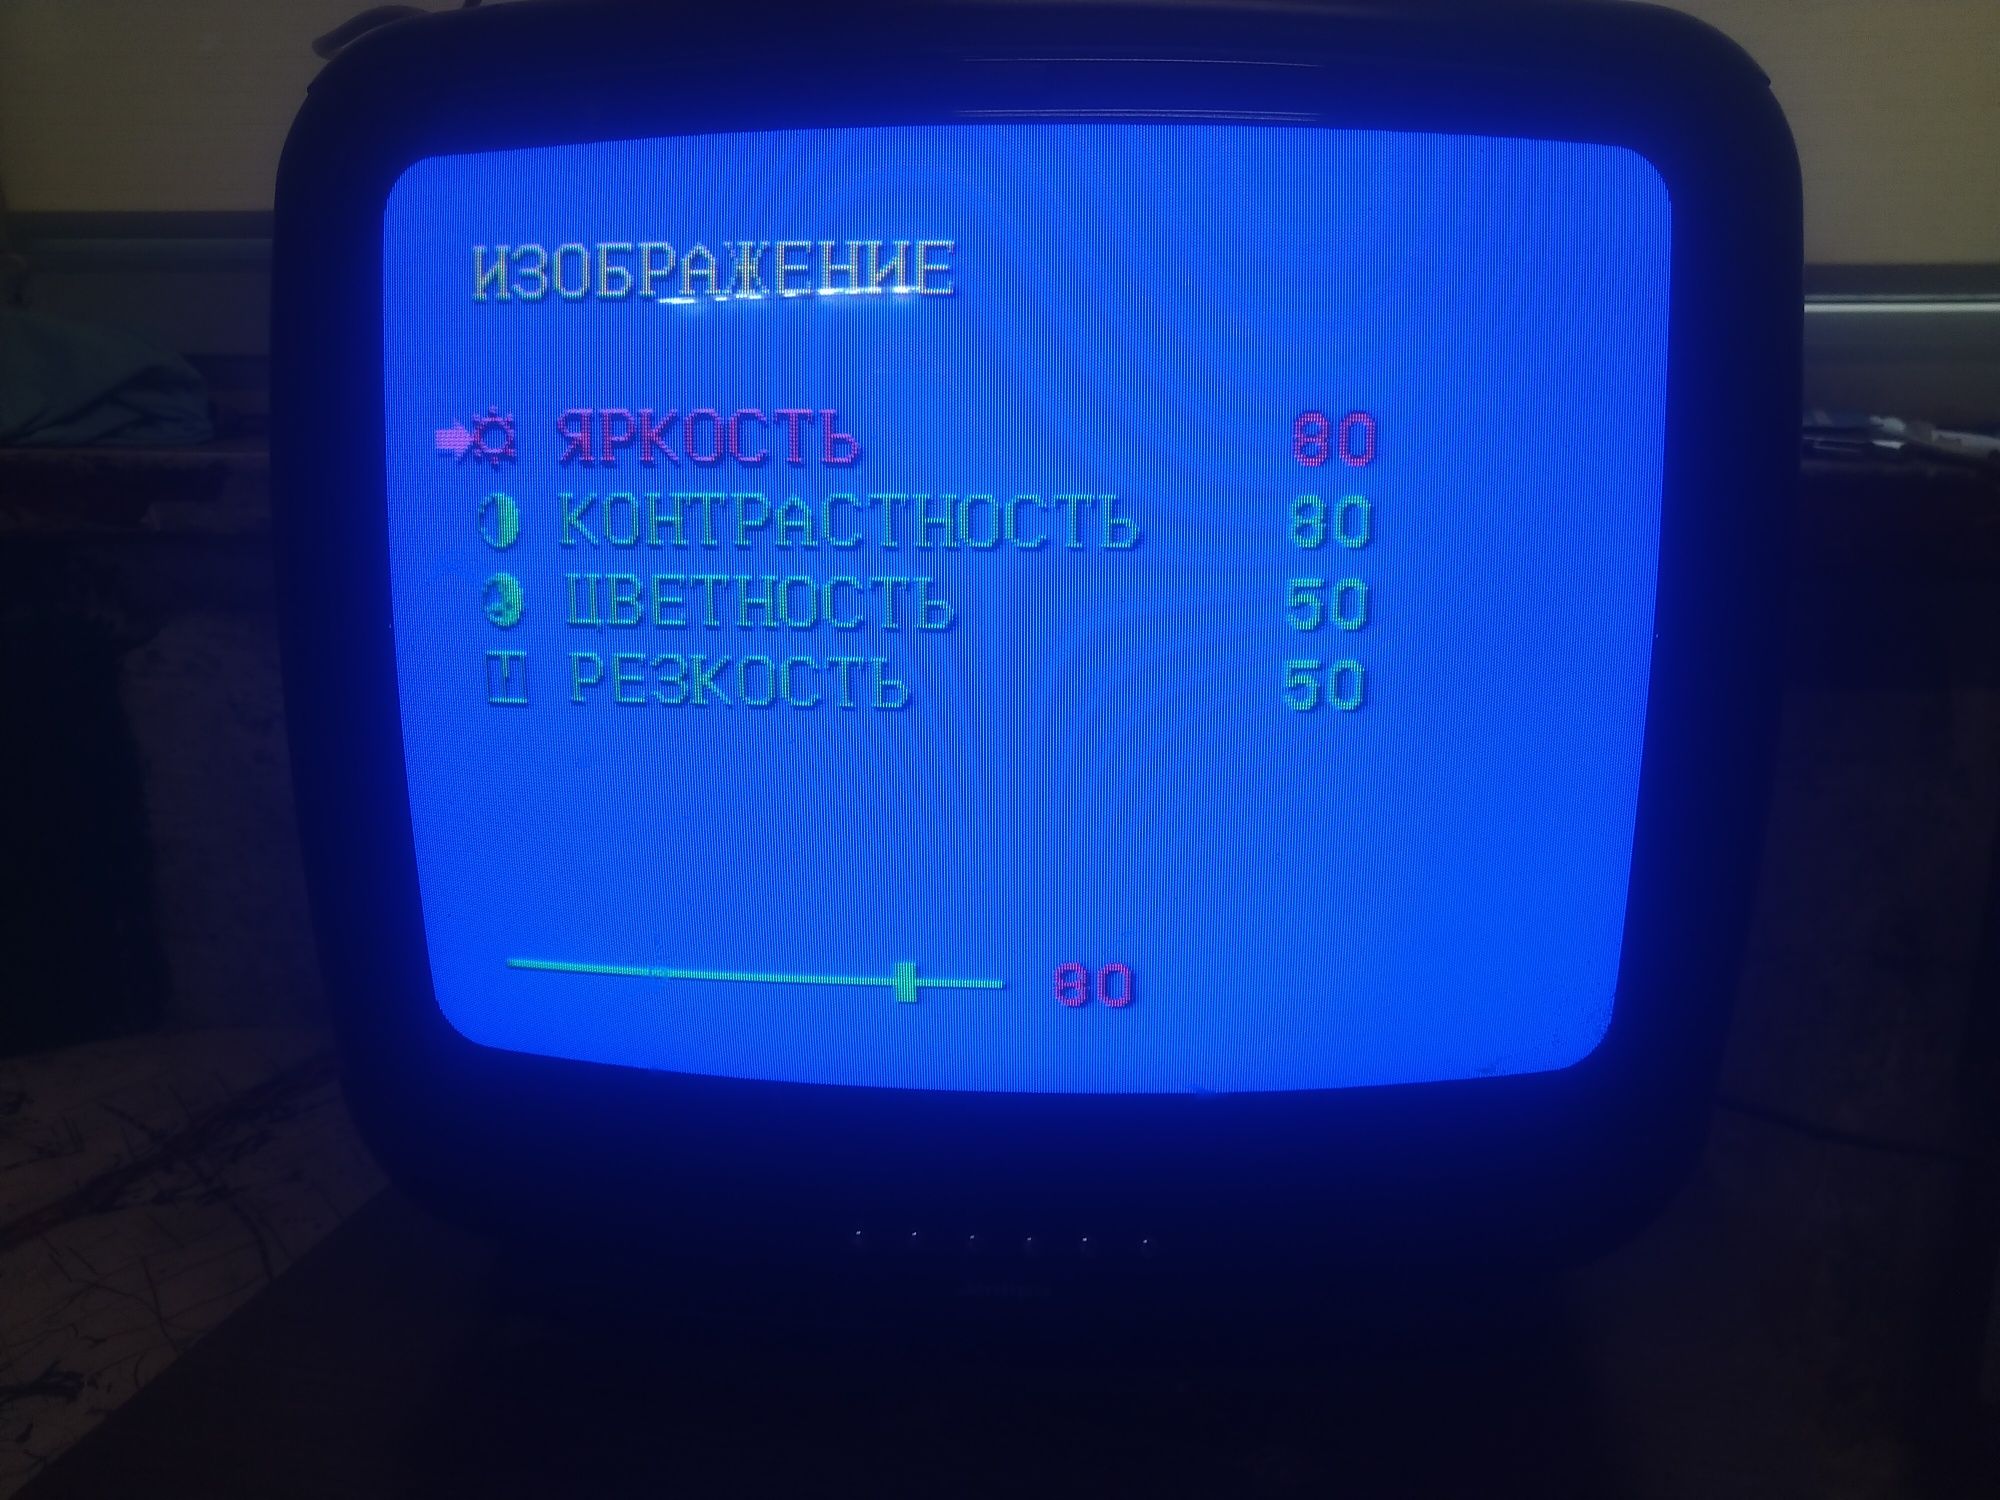 ИЗОБРАЖЕНИЕ
ЯРКОСТЬ 80
КОНТРАСТНОСТЬ 80
ЦВЕТНОСТЬ 50
РЕЗКОСТЬ 50
80